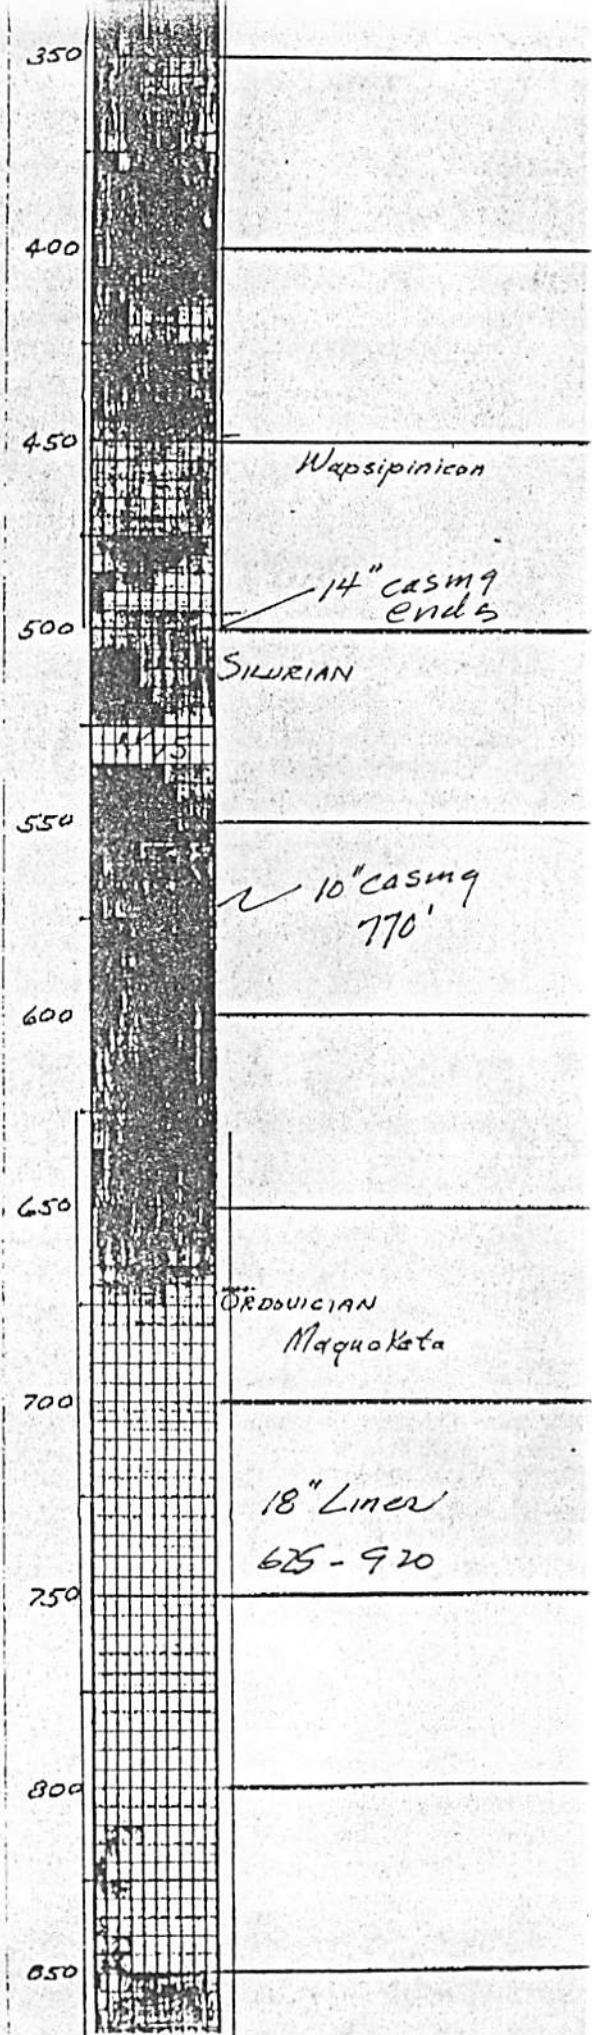 350
400
450
Wapsipinicon
14" casing
ends
500
SILURIAN
NVS
550
10" casing
770'
600
650
ORDOVICIAN
Maquoketa
700
18" Liner
625 - 920
750
800
850